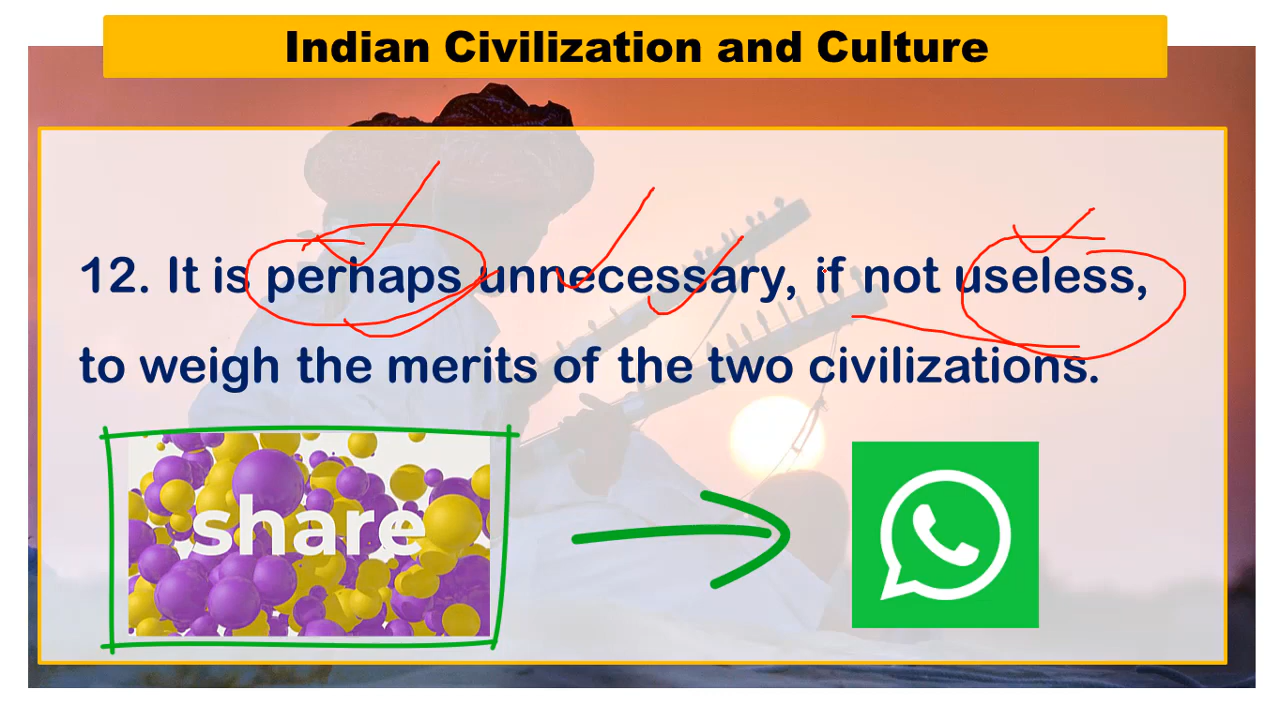 Indian Civilization and Culture
12. It is perhaps unnecessary, if not useless,
to weigh the merits of the two civilizations.
share